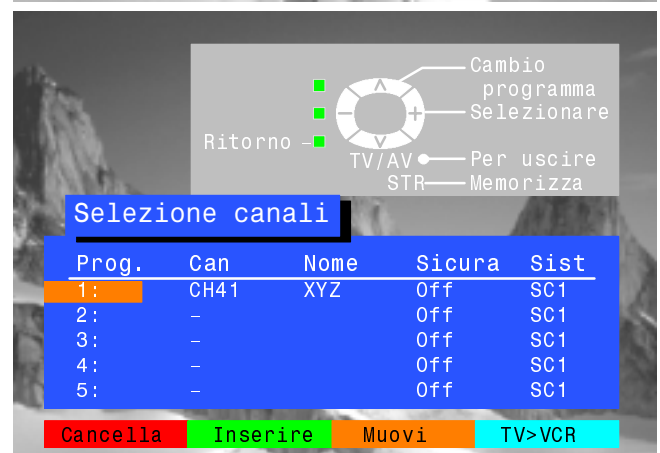 Cambio
programma
Selezionare
Ritorno
TV/AV Per uscire
STR Memorizza
Selezione canali
Prog. Can Nome Sicura Sist
1: CH41 XYZ Off SC1
2: – Off SC1
3: – Off SC1
4: – Off SC1
5: – Off SC1
Cancella Inserire Muovi TV>VCR